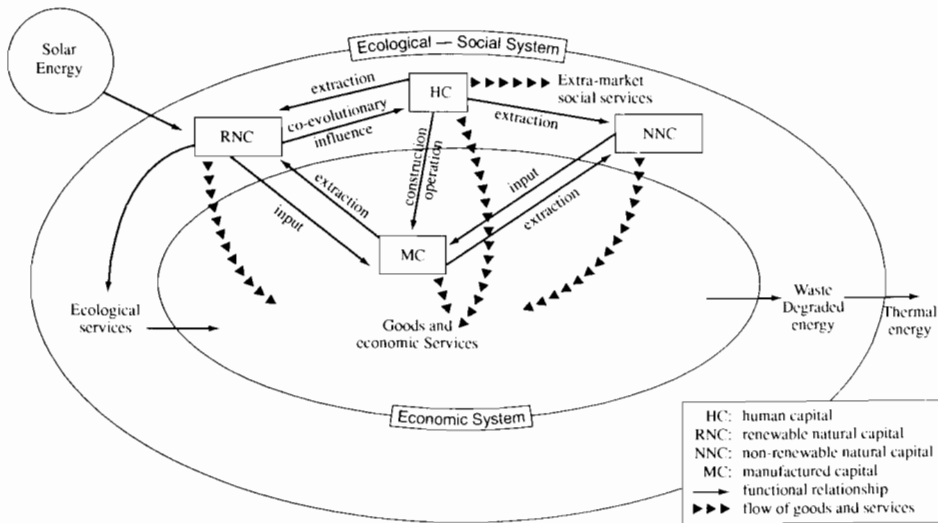 Ecological — Social System
Solar
Energy
extraction
HC
Extra-market
social services
RNC
co-evolutionary
influence
extraction
NNC
construction
operation
input
extraction
input
extraction
MC
Ecological
services
Goods and
economic Services
Waste
Degraded
energy
Thermal
energy
Economic System
HC: human capital
RNC: renewable natural capital
NNC: non-renewable natural capital
MC: manufactured capital
functional relationship
flow of goods and services